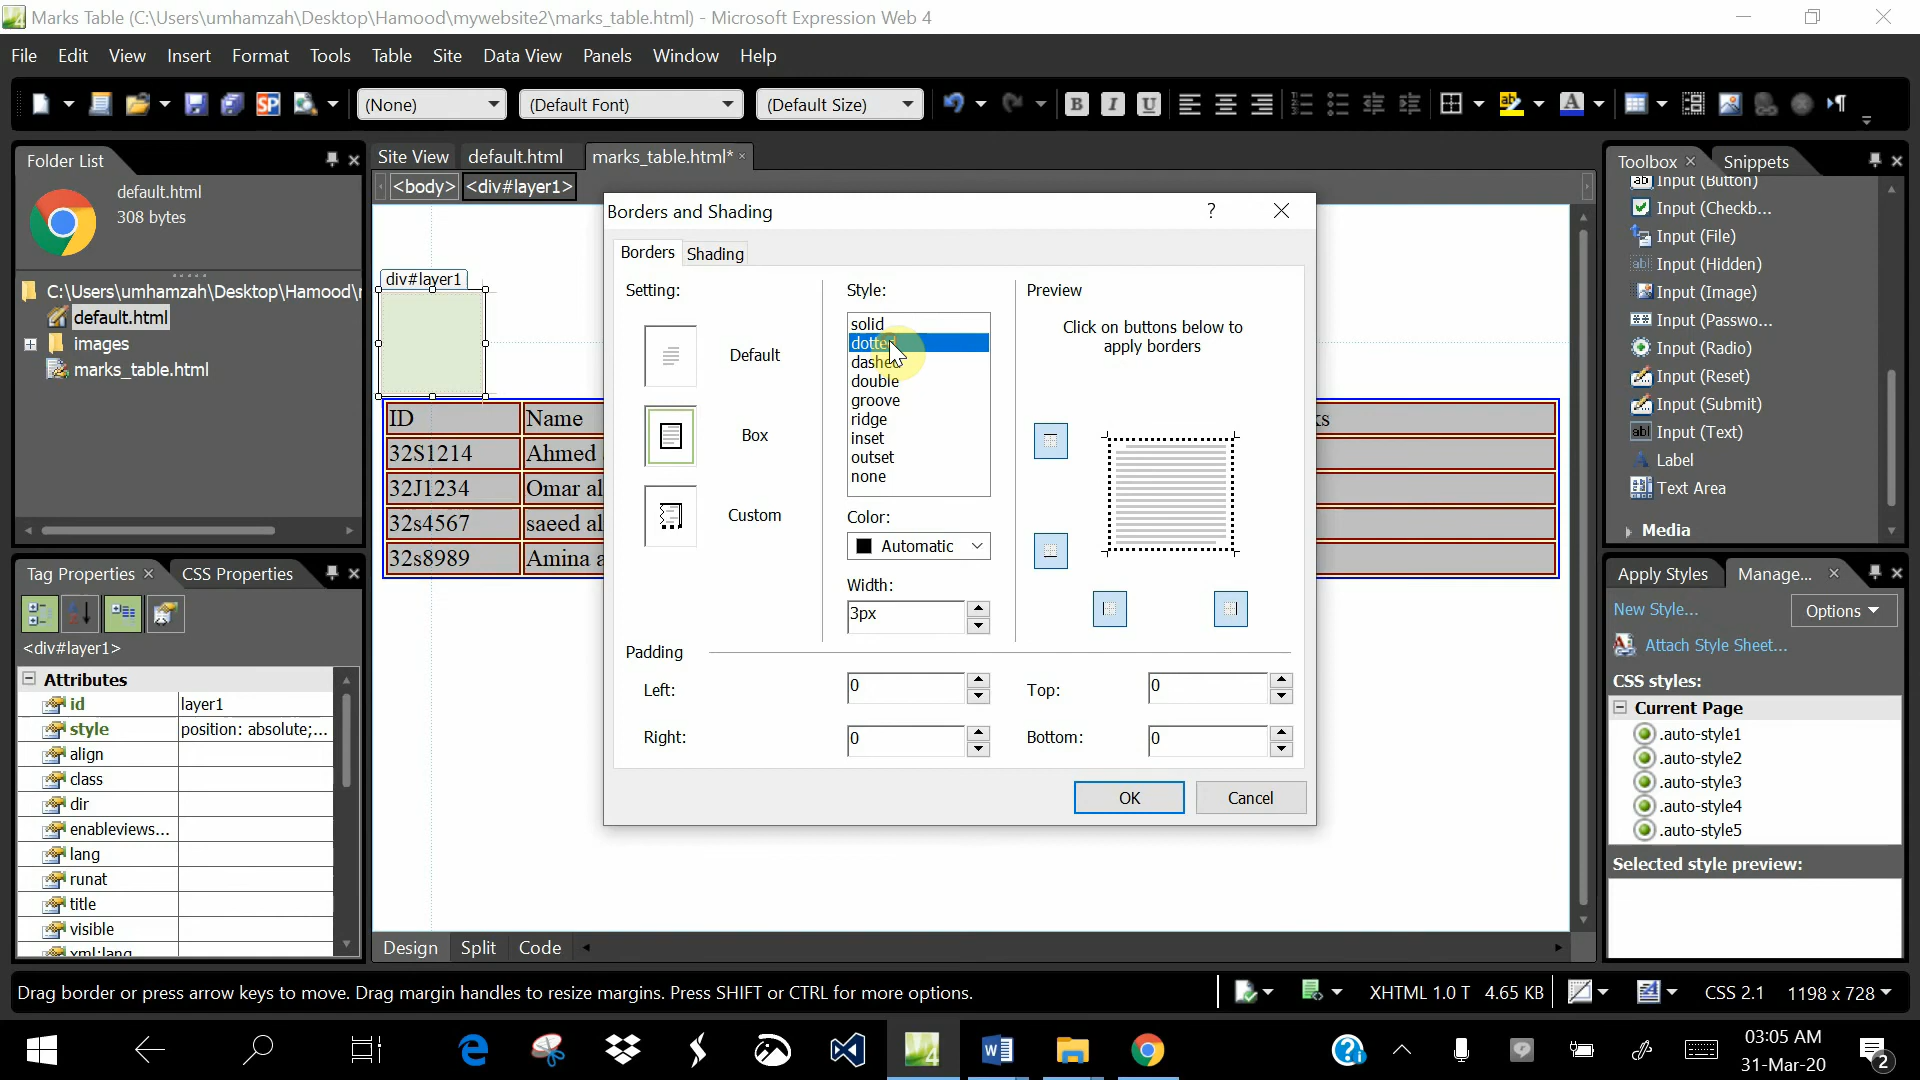 Marks Table (C:\Users\umhamzah\Desktop\Hamood\mywebsite2\marks_table.html) - Microsoft Expression Web 4
File Edit View Insert Format Tools Table Site Data View Panels Window Help
(None) (Default Font) (Default Size)
Folder List
default.html
308 bytes
C:\Users\umhamzah\Desktop\Hamood\
default.html
images
marks_table.html
Tag Properties CSS Properties
<div#layer1>
Attributes
id layer1
style position: absolute;...
align
class
dir
enableviews...
lang
runat
title
visible
xml:lang
Site View default.html marks_table.html*
<body> <div#layer1>
div#layer1
ID Name ks
32S1214 Ahmed
32J1234 Omar al
32s4567 saeed al
32s8989 Amina a
Borders and Shading
Borders Shading
Setting:
Default
Box
Custom
Style:
solid
dotted
dashed
double
groove
ridge
inset
outset
none
Color:
Automatic
Width:
3px
Preview
Click on buttons below to
apply borders
Padding
Left: 0 Top: 0
Right: 0 Bottom: 0
OK Cancel
Design Split Code
Toolbox Snippets
Input (Button)
Input (Checkb...
Input (File)
Input (Hidden)
Input (Image)
Input (Passwo...
Input (Radio)
Input (Reset)
Input (Submit)
Input (Text)
Label
Text Area
Media
Apply Styles Manage...
New Style... Options
Attach Style Sheet...
CSS styles:
Current Page
.auto-style1
.auto-style2
.auto-style3
.auto-style4
.auto-style5
Selected style preview:
Drag border or press arrow keys to move. Drag margin handles to resize margins. Press SHIFT or CTRL for more options.
XHTML 1.0 T 4.65 KB CSS 2.1 1198 x 728
03:05 AM
31-Mar-20
2